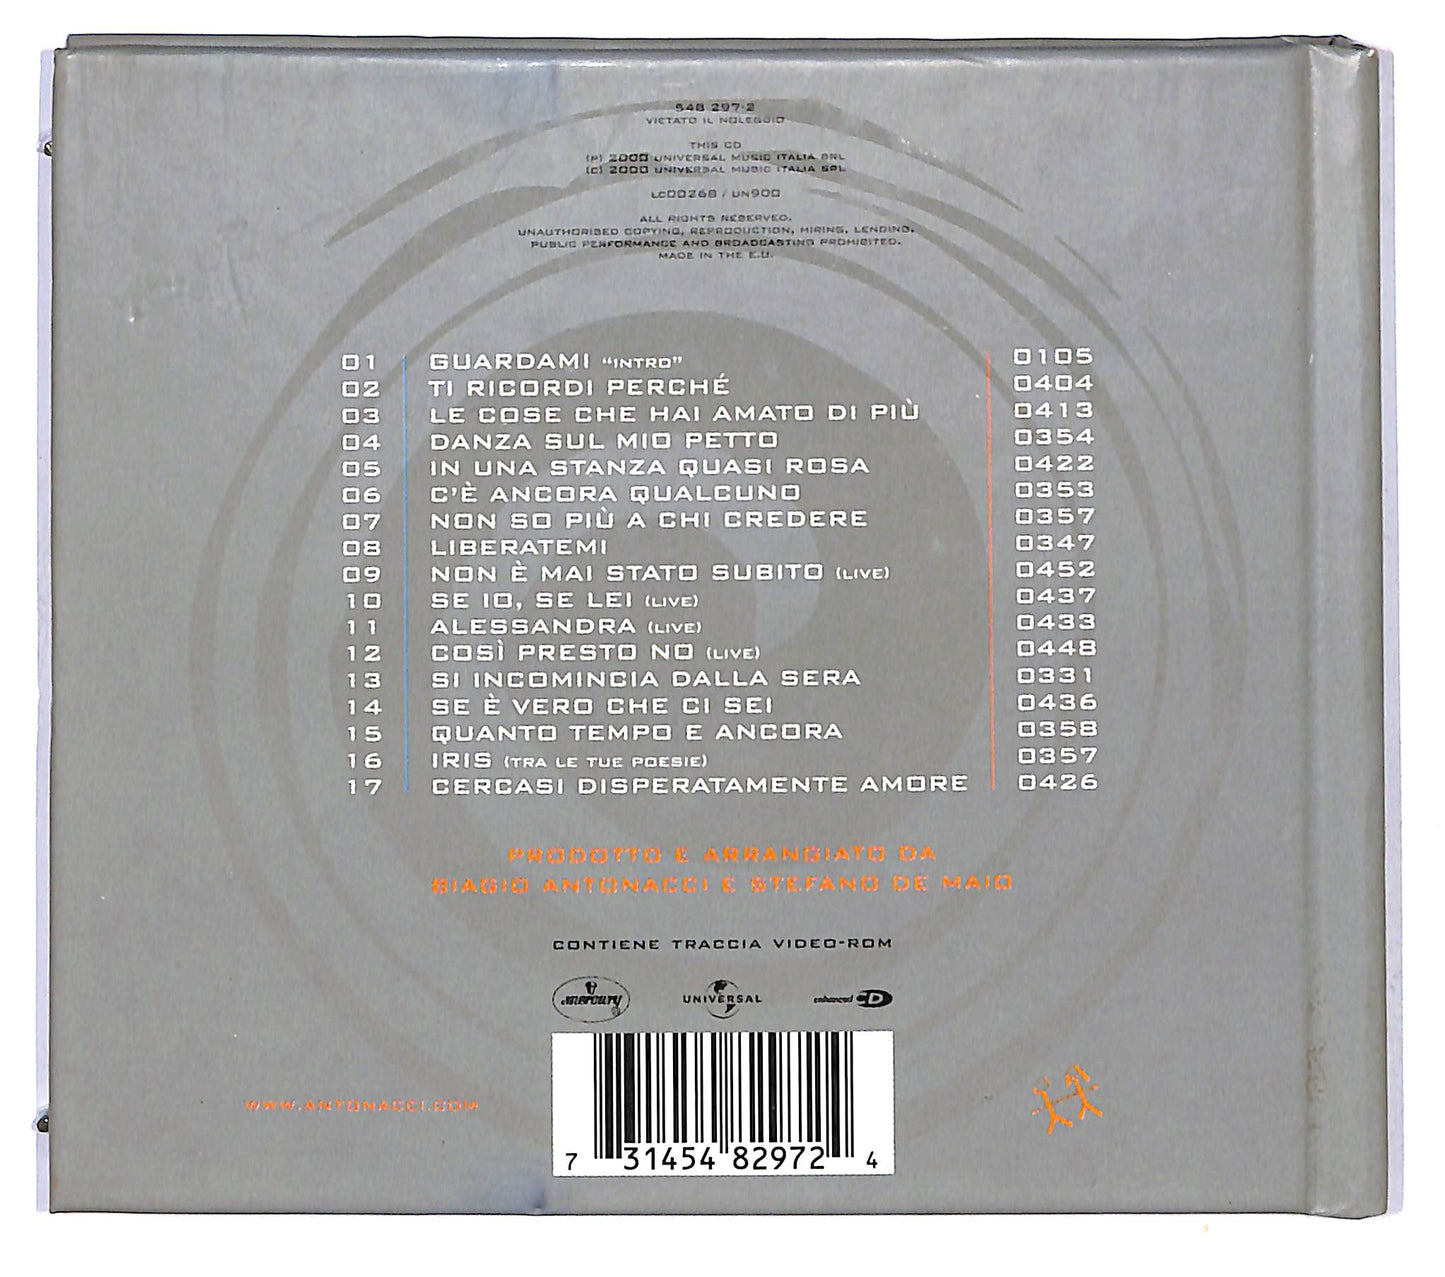 548 297-2
VIETATO IL NOLEGGIO
THIS CD
(P) 2000 UNIVERSAL MUSIC ITALIA SRL
(C) 2000 UNIVERSAL MUSIC ITALIA SRL
LC00268 / UN900
ALL RIGHTS RESERVED.
UNAUTHORISED COPYING, REPRODUCTION, HIRING, LENDING,
PUBLIC PERFORMANCE AND BROADCASTING PROHIBITED.
MADE IN THE E.U.
01 GUARDAMI “INTRO” 0105
02 TI RICORDI PERCHÉ 0404
03 LE COSE CHE HAI AMATO DI PIÙ 0413
04 DANZA SUL MIO PETTO 0354
05 IN UNA STANZA QUASI ROSA 0422
06 C'È ANCORA QUALCUNO 0353
07 NON SO PIÙ A CHI CREDERE 0357
08 LIBERATEMI 0347
09 NON È MAI STATO SUBITO (LIVE) 0452
10 SE IO, SE LEI (LIVE) 0437
11 ALESSANDRA (LIVE) 0433
12 COSÌ PRESTO NO (LIVE) 0448
13 SI INCOMINCIA DALLA SERA 0331
14 SE È VERO CHE CI SEI 0436
15 QUANTO TEMPO E ANCORA 0358
16 IRIS (TRA LE TUE POESIE) 0357
17 CERCASI DISPERATAMENTE AMORE 0426
PRODOTTO E ARRANGIATO DA
BIAGIO ANTONACCI E STEFANO DE MAIO
CONTIENE TRACCIA VIDEO-ROM
mercury UNIVERSAL enhanced CD
WWW.ANTONACCI.COM
7 31454 82972 4